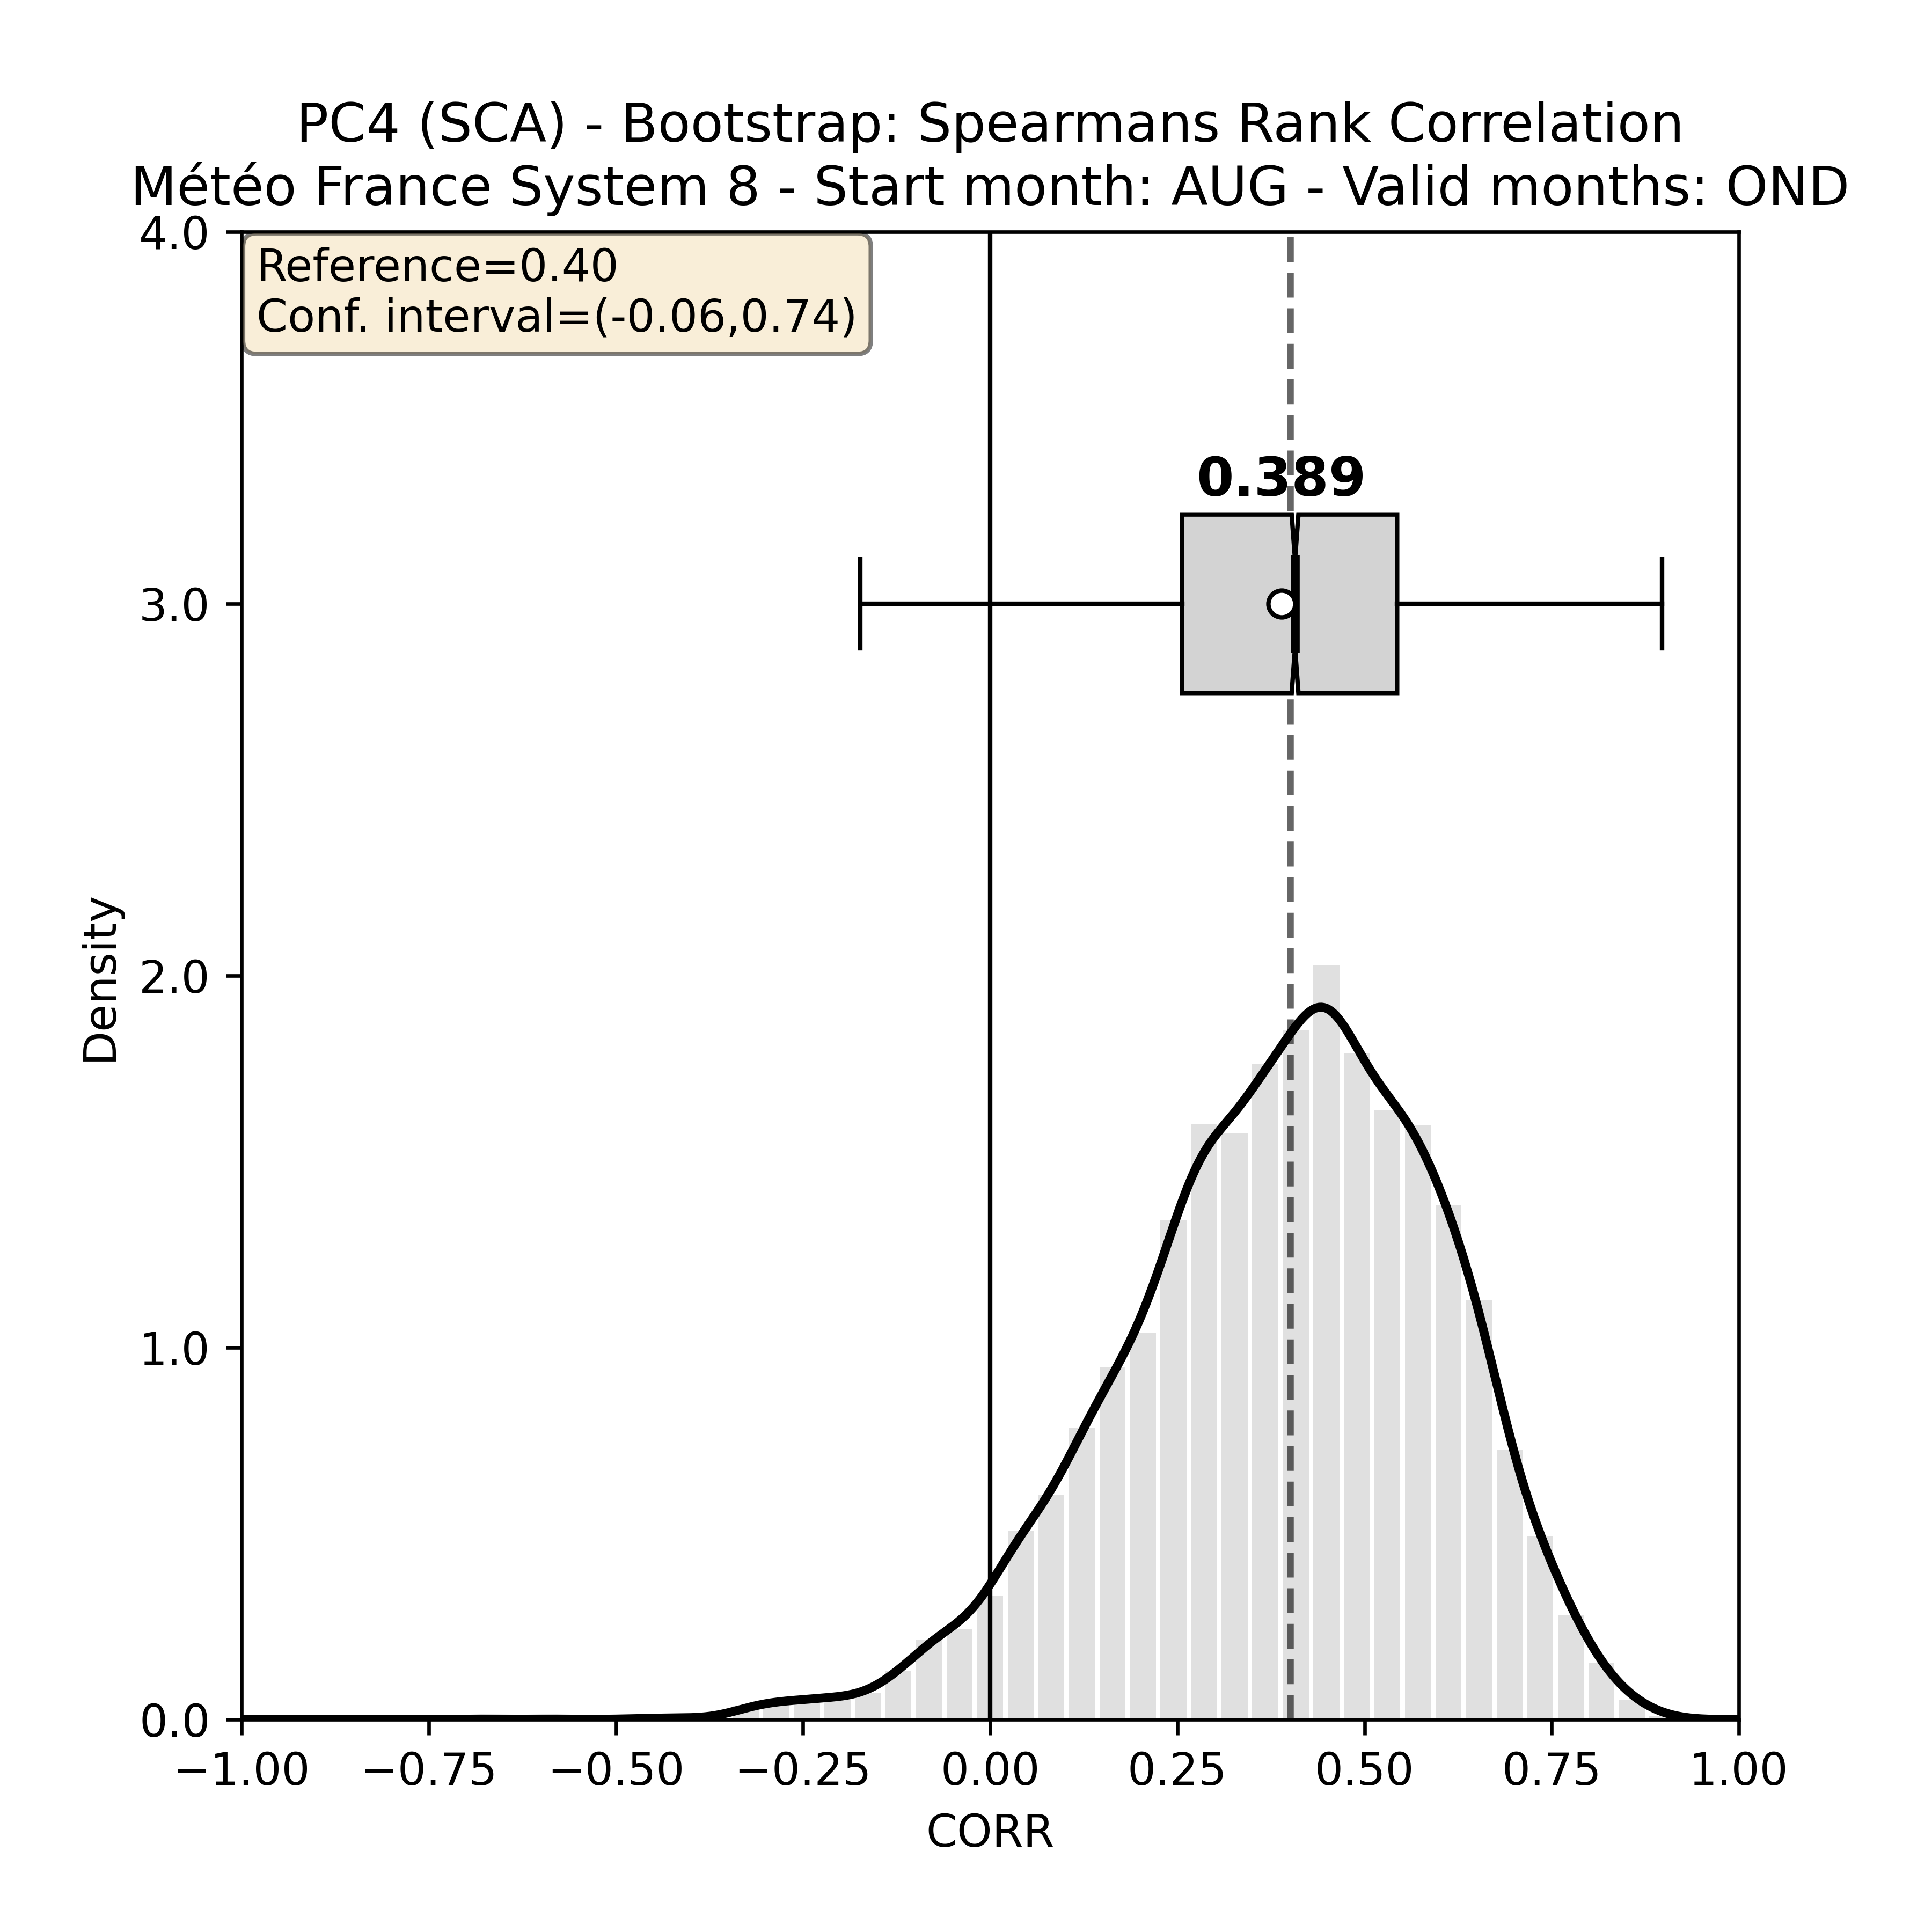 PC4 (SCA) - Bootstrap: Spearmans Rank Correlation
Météo France System 8 - Start month: AUG - Valid months: OND
Reference=0.40
Conf. interval=(-0.06,0.74)
0.389
4.0
3.0
2.0
1.0
0.0
Density
−1.00 −0.75 −0.50 −0.25 0.00 0.25 0.50 0.75 1.00
CORR